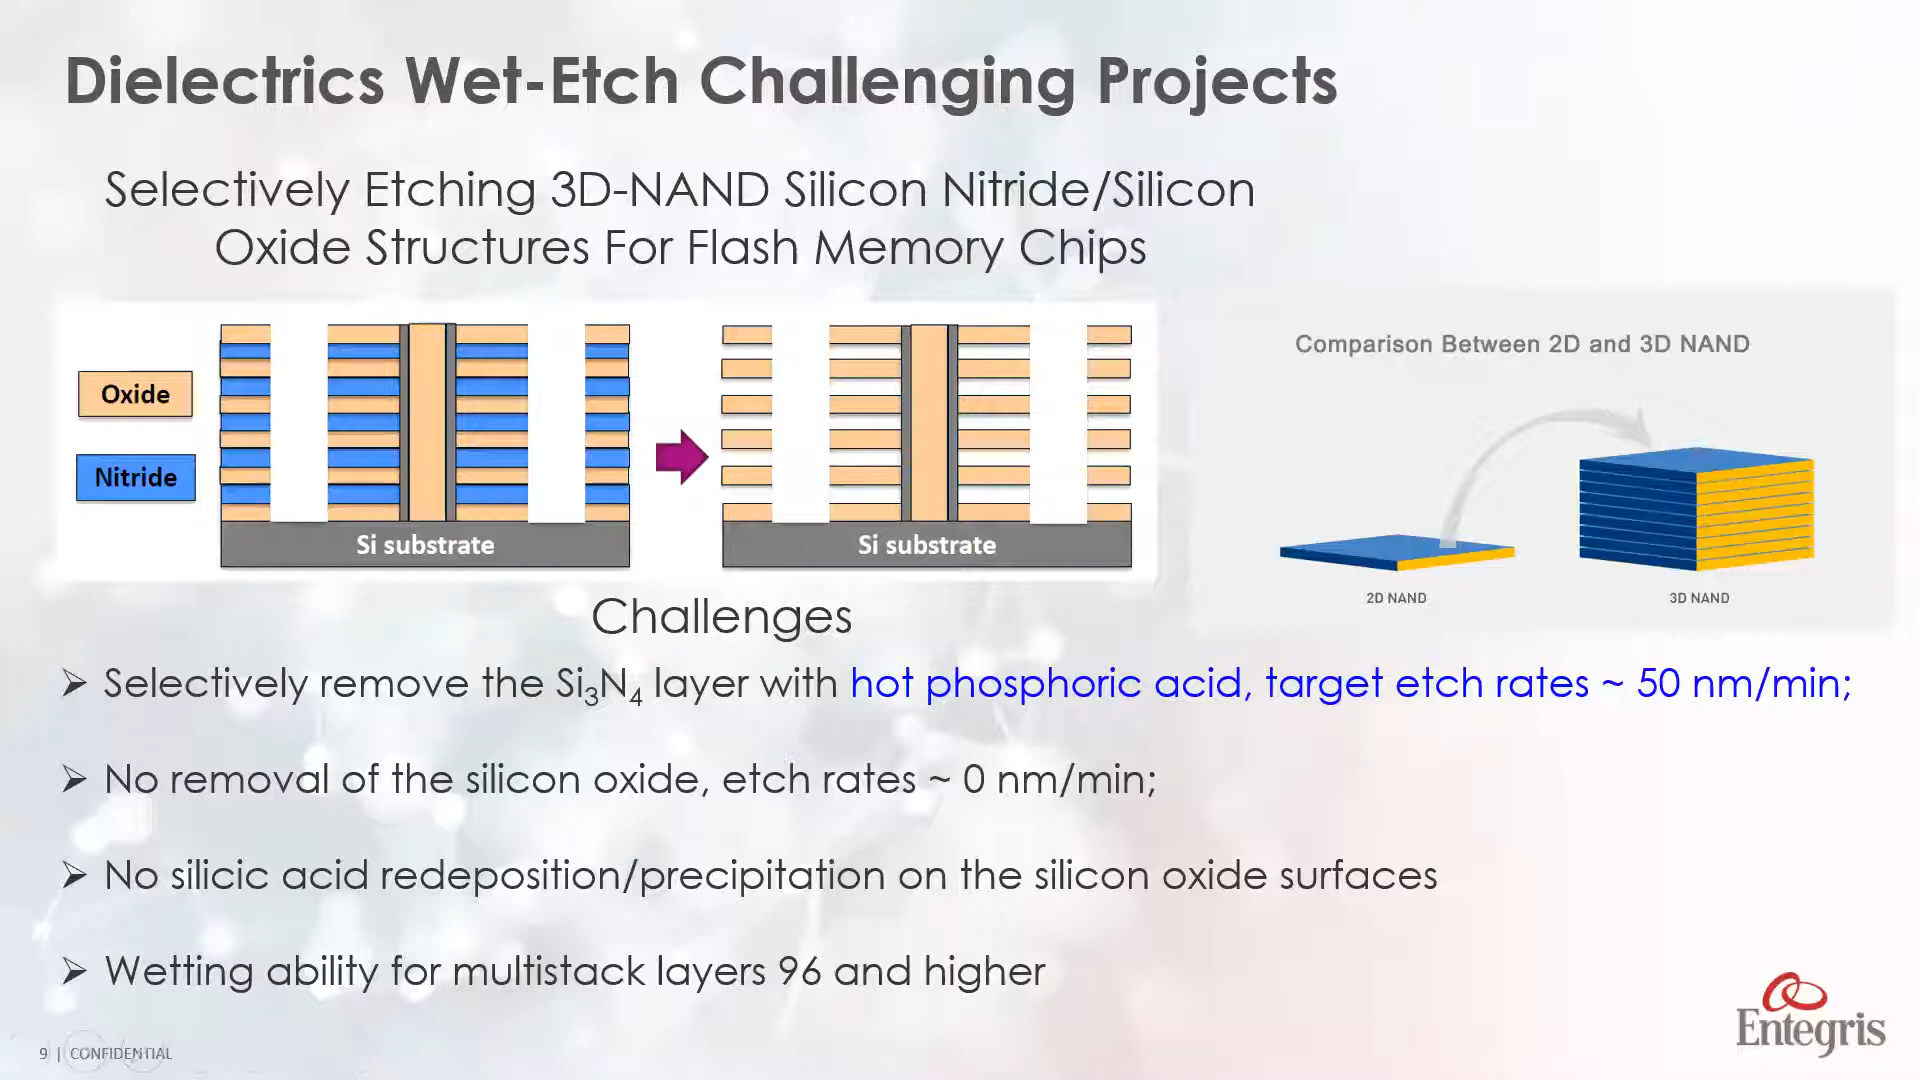 Dielectrics Wet-Etch Challenging Projects
Selectively Etching 3D-NAND Silicon Nitride/Silicon
Oxide Structures For Flash Memory Chips
Oxide
Nitride
Si substrate
Si substrate
Comparison Between 2D and 3D NAND
2D NAND
3D NAND
Challenges
➢ Selectively remove the Si₃N₄ layer with hot phosphoric acid, target etch rates ~ 50 nm/min;
➢ No removal of the silicon oxide, etch rates ~ 0 nm/min;
➢ No silicic acid redeposition/precipitation on the silicon oxide surfaces
➢ Wetting ability for multistack layers 96 and higher
9 | CONFIDENTIAL
Entegris